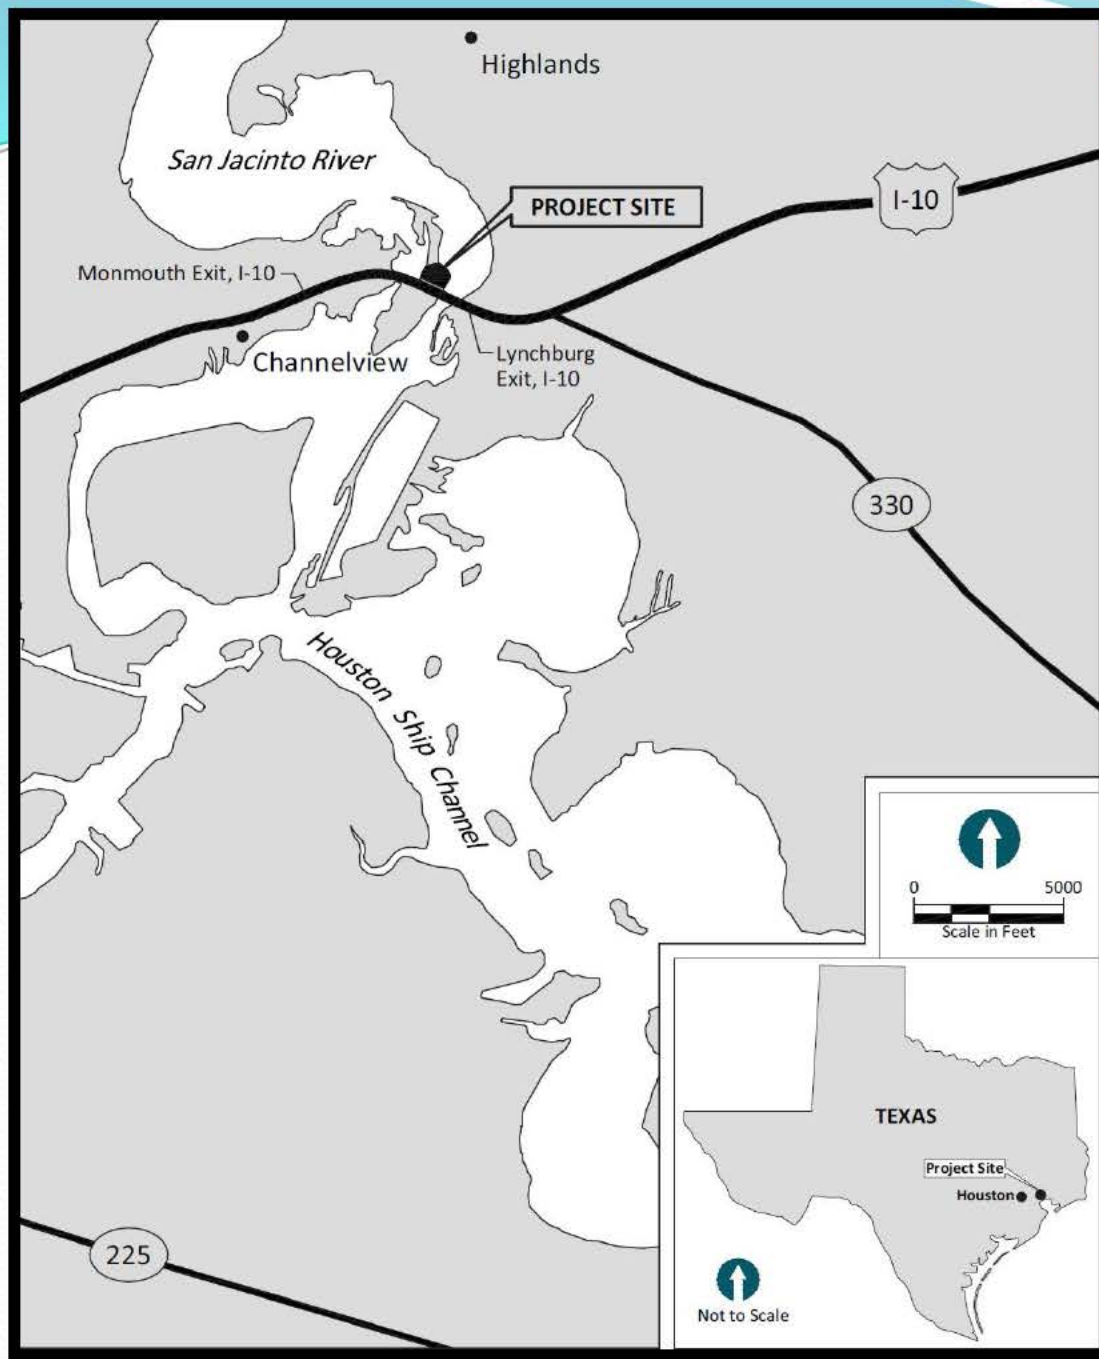 Highlands
San Jacinto River
PROJECT SITE
I-10
Monmouth Exit, I-10
Channelview
Lynchburg
Exit, I-10
330
Houston Ship Channel
0 5000
Scale in Feet
TEXAS
Project Site
Houston
225
Not to Scale